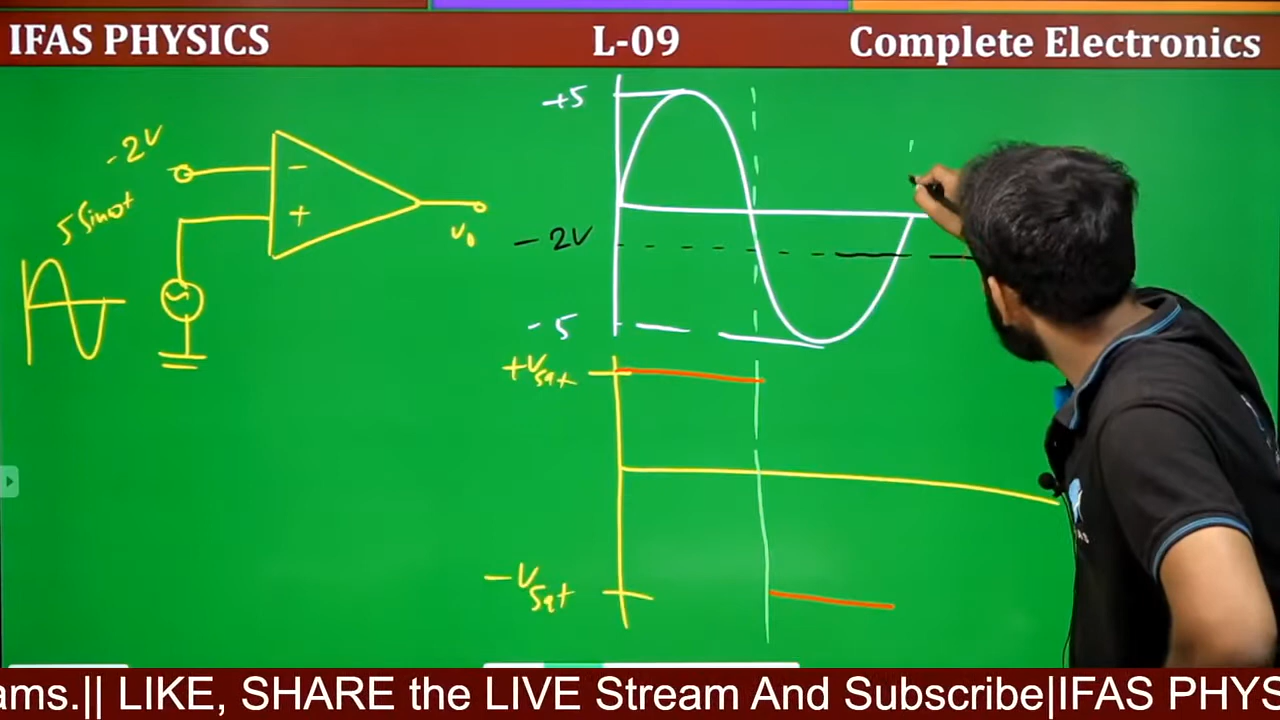 IFAS PHYSICS
L-09
Complete Electronics
-2V
5 Sinωt
−
+
v₀
+5
-2V
-5
+Vsat
-Vsat
ams.|| LIKE, SHARE the LIVE Stream And Subscribe|IFAS PHYS